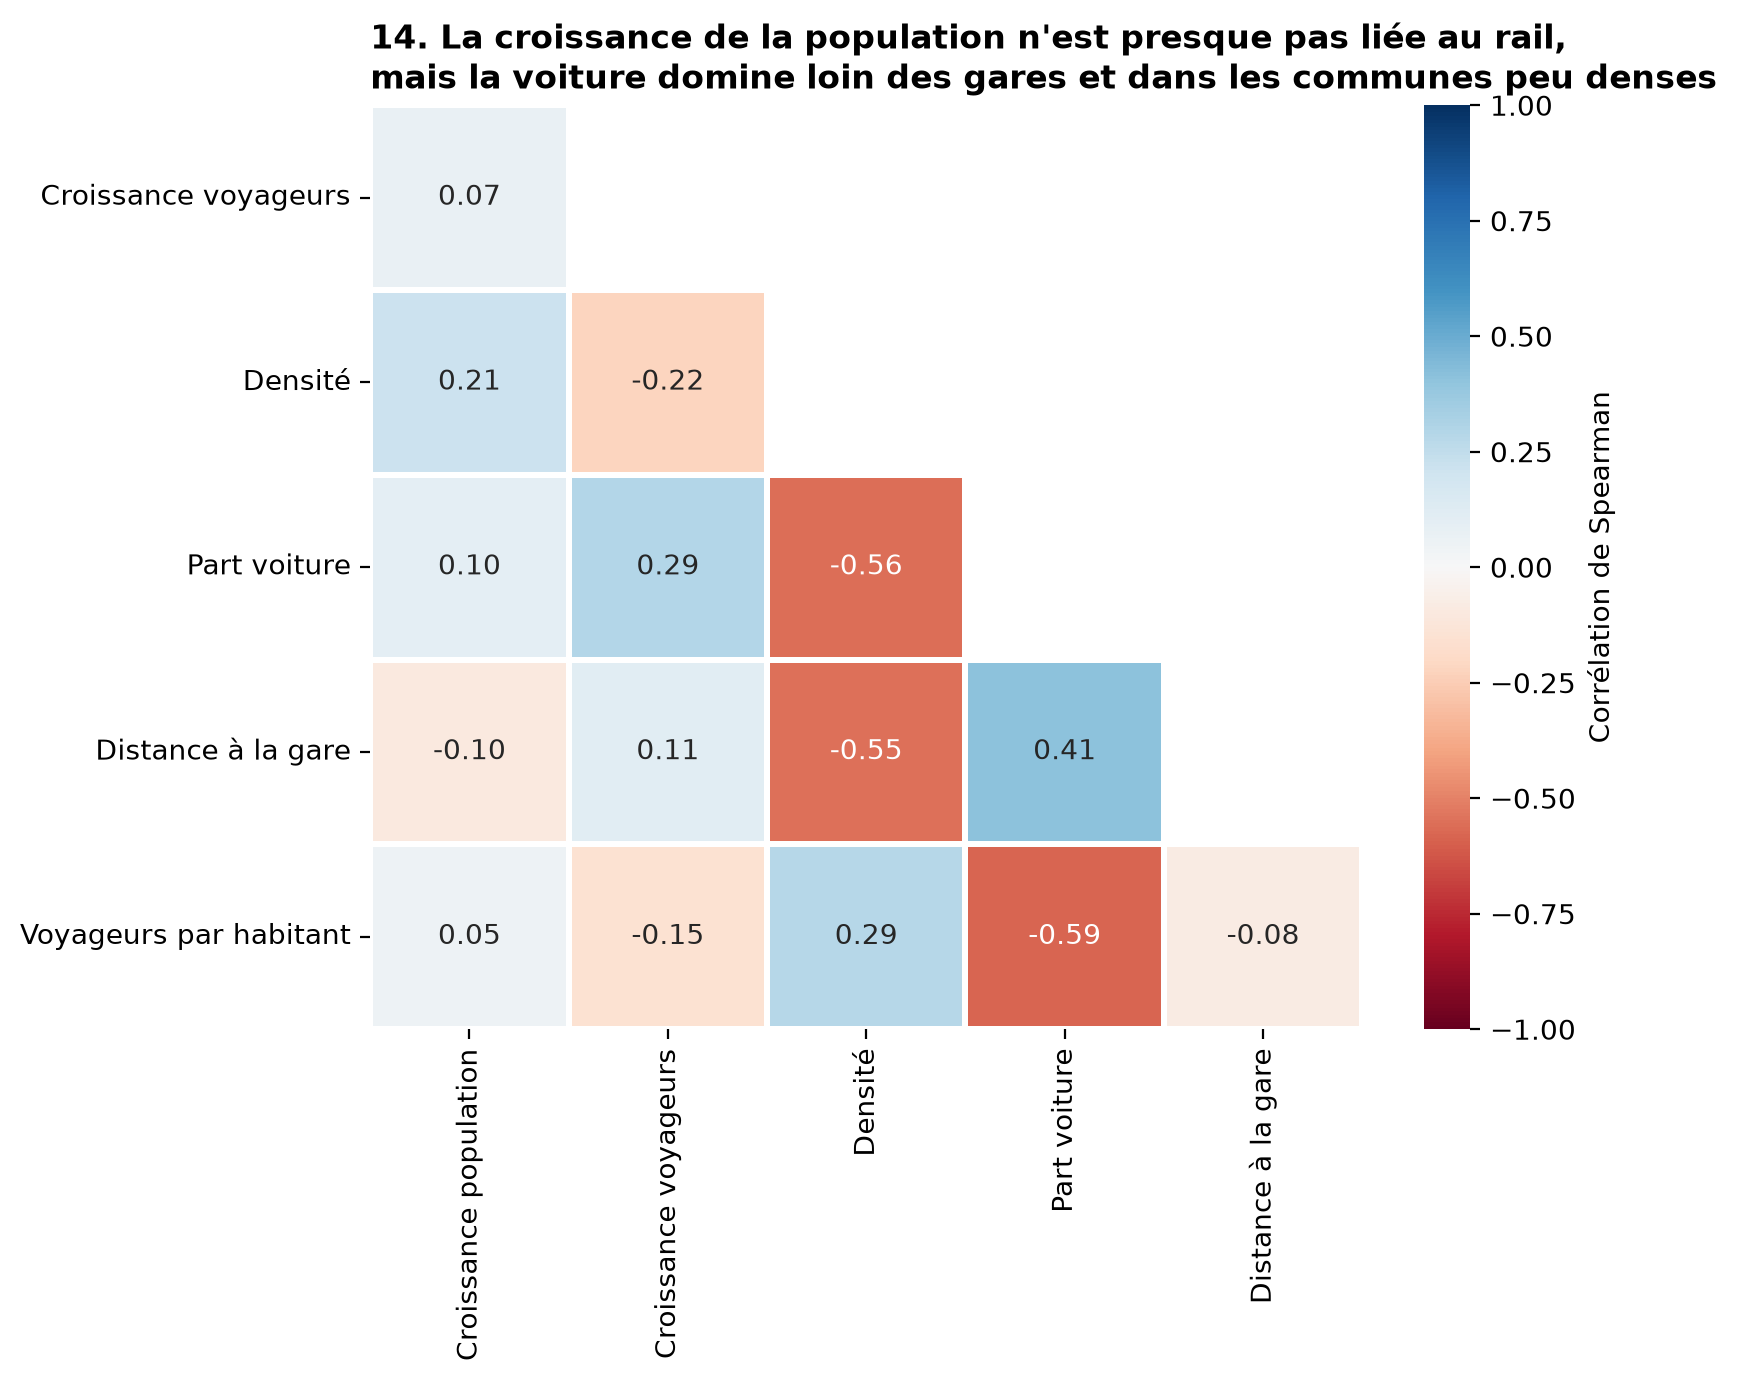 14. La croissance de la population n'est presque pas liée au rail,
mais la voiture domine loin des gares et dans les communes peu denses
Croissance voyageurs
0.07
Densité
0.21
-0.22
Part voiture
0.10
0.29
-0.56
Distance à la gare
-0.10
0.11
-0.55
0.41
Voyageurs par habitant
0.05
-0.15
0.29
-0.59
-0.08
Croissance population
Croissance voyageurs
Densité
Part voiture
Distance à la gare
1.00
0.75
0.50
0.25
0.00
−0.25
−0.50
−0.75
−1.00
Corrélation de Spearman